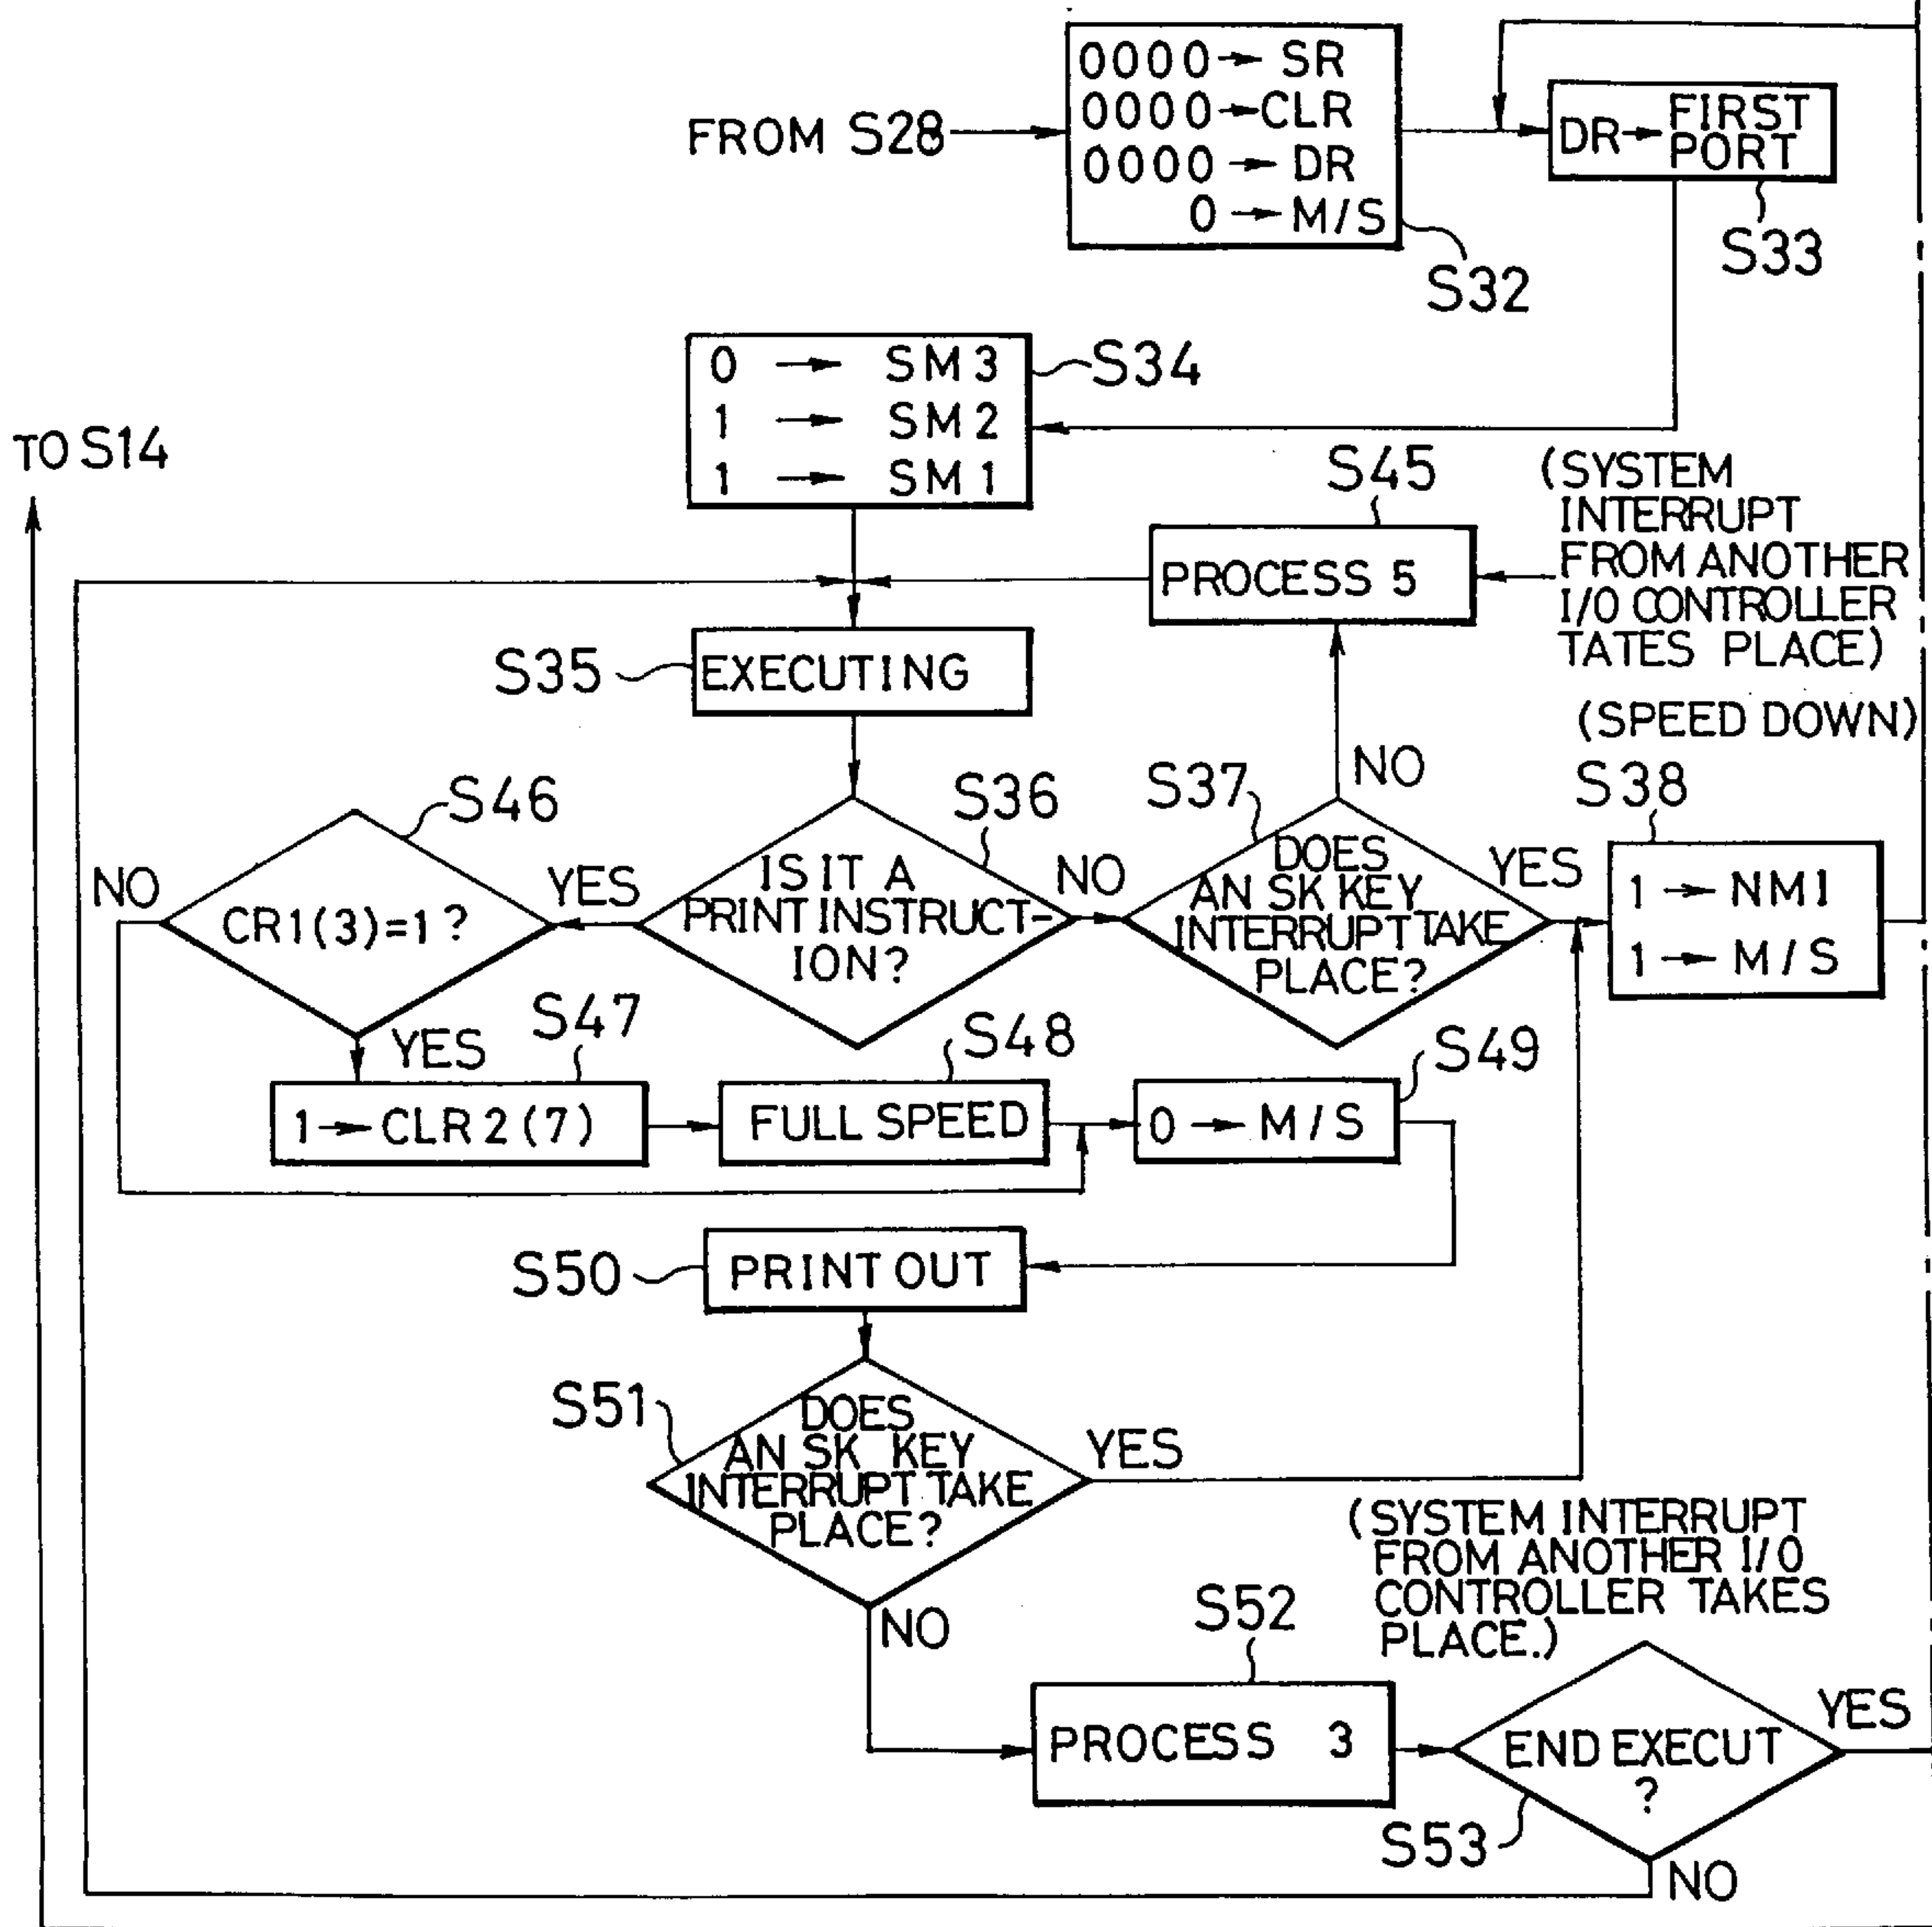 0000→ SR
0000→CLR
0000→ DR
0→ M/S
FROM S28
DR→ FIRST
PORT
S33
S32
0 → SM3
1 → SM2
1 → SM1
S34
TO S14
S45
(SYSTEM
INTERRUPT
FROM ANOTHER
I/O CONTROLLER
TATES PLACE)
PROCESS 5
S35
EXECUTING
(SPEED DOWN)
NO
S46
S36
S37
S38
NO
CR1(3)=1?
YES
IS IT A
PRINT INSTRUCT-
ION?
NO
DOES
AN SK KEY
INTERRUPT TAKE
PLACE?
YES
1 → NM1
1 → M/S
YES
S47
S48
S49
1→ CLR2(7)
FULL SPEED
0 → M/S
S50
PRINT OUT
S51
DOES
AN SK KEY
INTERRUPT TAKE
PLACE?
YES
(SYSTEM INTERRUPT
FROM ANOTHER I/O
CONTROLLER TAKES
PLACE.)
NO
S52
PROCESS 3
END EXECUT
?
YES
S53
NO